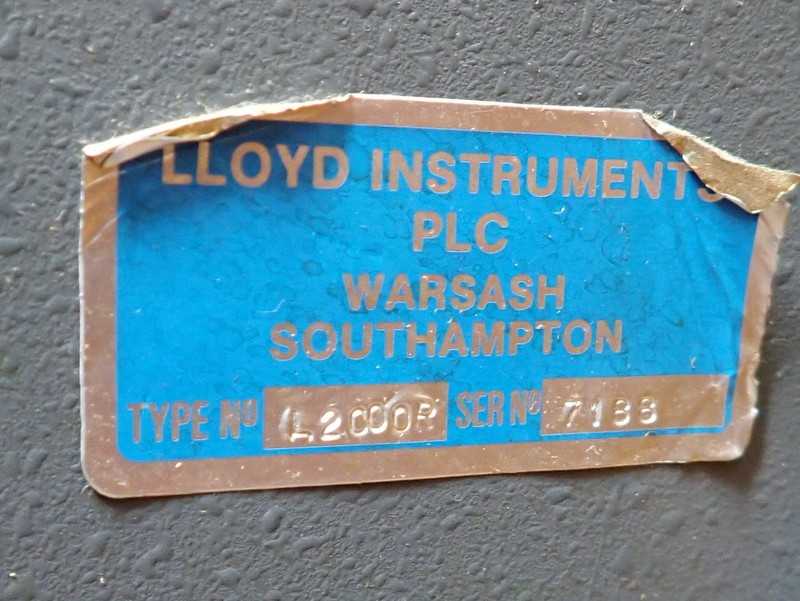 LLOYD INSTRUMENTS
PLC
WARSASH
SOUTHAMPTON
TYPE Nº L2000R SER Nº 7188